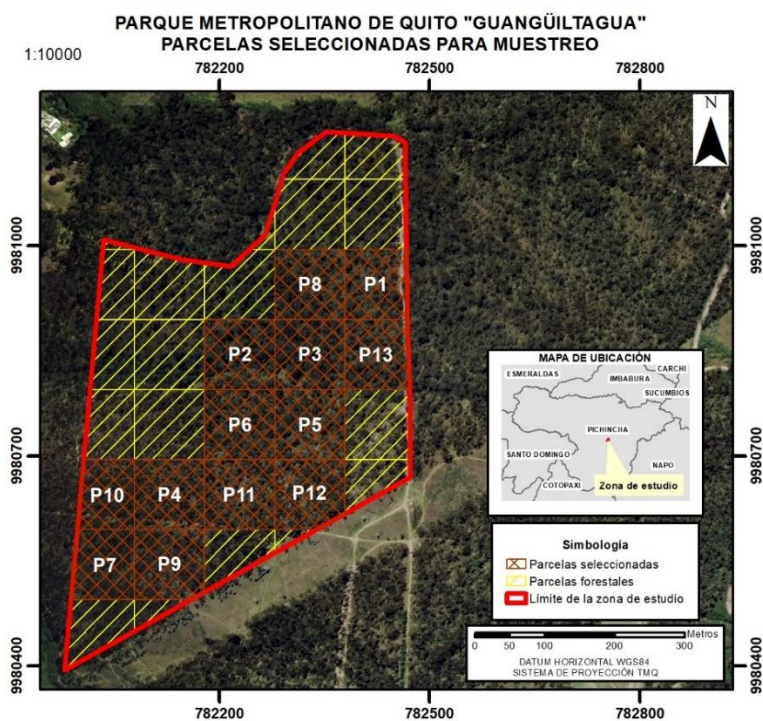 PARQUE METROPOLITANO DE QUITO "GUANGÜILTAGUA"
PARCELAS SELECCIONADAS PARA MUESTREO
1:10000
782200 782500 782800
N
9981000 9981000
P8 P1
P2 P3 P13
MAPA DE UBICACIÓN
ESMERALDAS CARCHI
IMBABURA
SUCUMBIOS
P6 P5
9980700 9980700
PICHINCHA
SANTO DOMINGO
NAPO
COTOPAXI
Zona de estudio
P10 P4 P11 P12
P7 P9
Simbología
Parcelas seleccionadas
Parcelas forestales
Límite de la zona de estudio
Metros
0 50 100 200 300
DATUM HORIZONTAL WGS84
SISTEMA DE PROYECCIÓN TMQ
9980400 9980400
782200 782500 782800